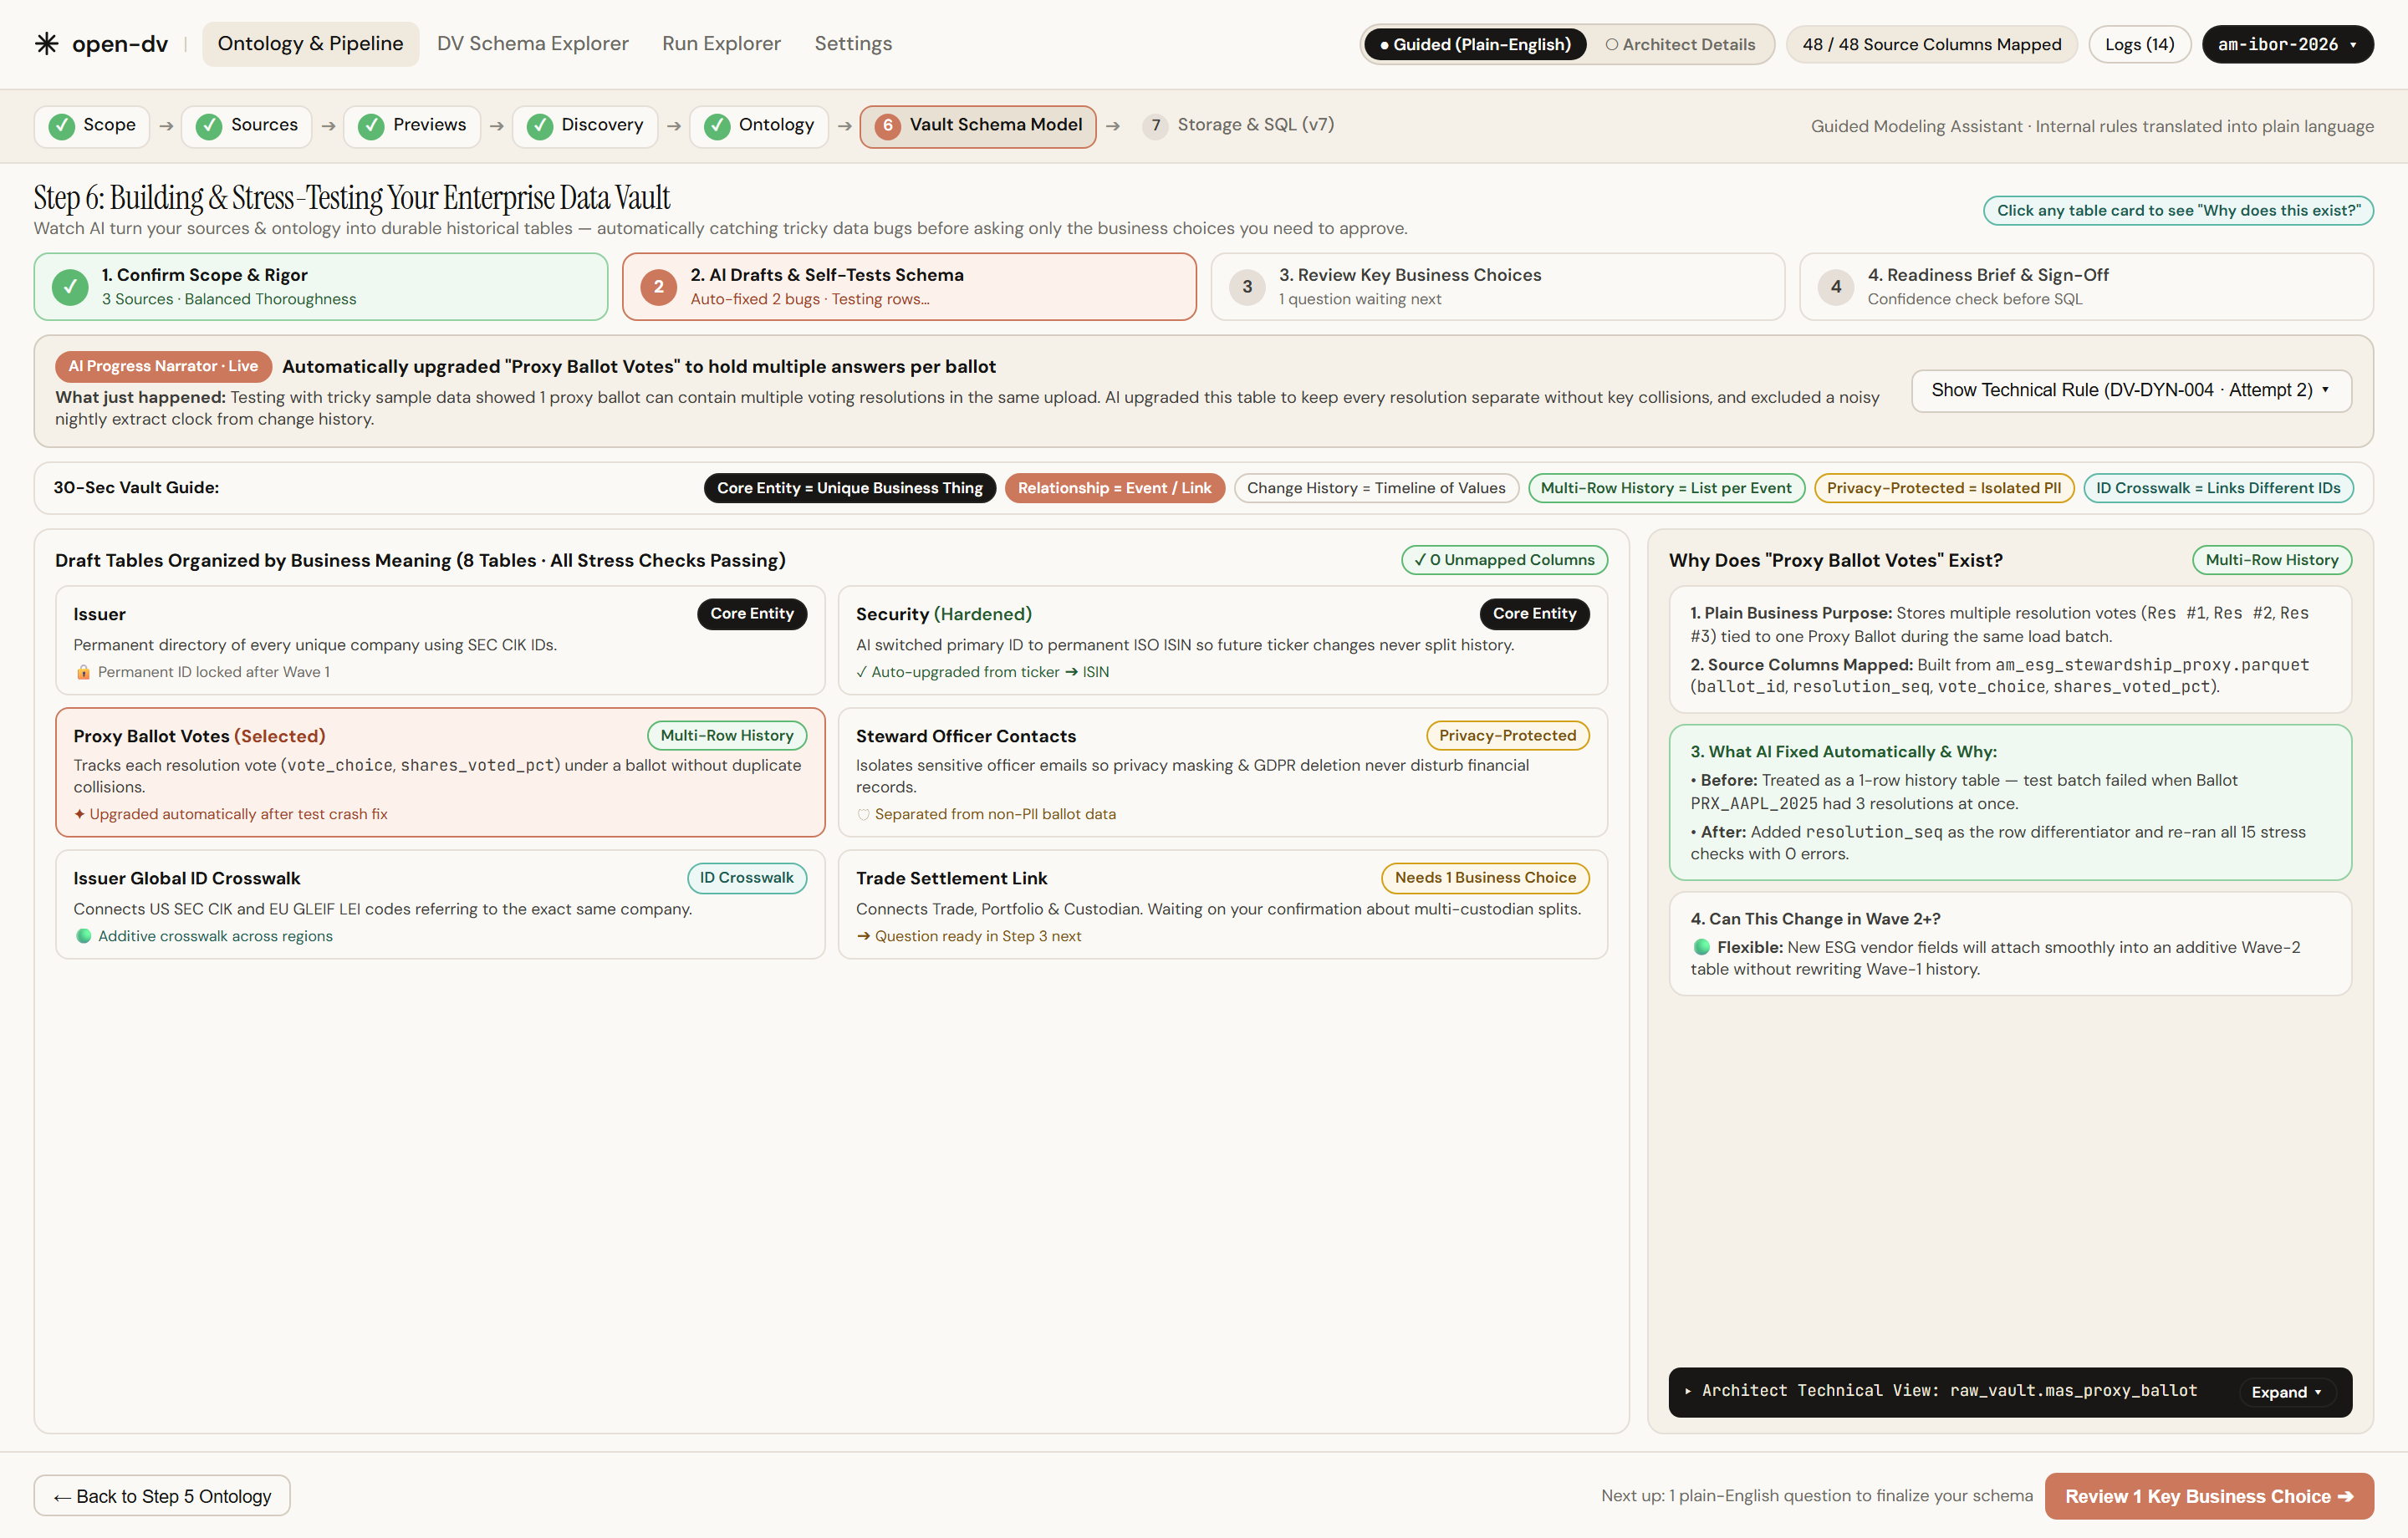 open-dv
Ontology & Pipeline
DV Schema Explorer
Run Explorer
Settings
● Guided (Plain-English)
○ Architect Details
48 / 48 Source Columns Mapped
Logs (14)
am-ibor-2026 ▾
✓ Scope → ✓ Sources → ✓ Previews → ✓ Discovery → ✓ Ontology → 6 Vault Schema Model → 7 Storage & SQL (v7)
Guided Modeling Assistant · Internal rules translated into plain language
Step 6: Building & Stress-Testing Your Enterprise Data Vault
Watch AI turn your sources & ontology into durable historical tables — automatically catching tricky data bugs before asking only the business choices you need to approve.
Click any table card to see "Why does this exist?"
✓
1. Confirm Scope & Rigor
3 Sources · Balanced Thoroughness
2
2. AI Drafts & Self-Tests Schema
Auto-fixed 2 bugs · Testing rows...
3
3. Review Key Business Choices
1 question waiting next
4
4. Readiness Brief & Sign-Off
Confidence check before SQL
AI Progress Narrator · Live
Automatically upgraded "Proxy Ballot Votes" to hold multiple answers per ballot
What just happened: Testing with tricky sample data showed 1 proxy ballot can contain multiple voting resolutions in the same upload. AI upgraded this table to keep every resolution separate without key collisions, and excluded a noisy
nightly extract clock from change history.
Show Technical Rule (DV-DYN-004 · Attempt 2) ▾
30-Sec Vault Guide:
Core Entity = Unique Business Thing
Relationship = Event / Link
Change History = Timeline of Values
Multi-Row History = List per Event
Privacy-Protected = Isolated PII
ID Crosswalk = Links Different IDs
Draft Tables Organized by Business Meaning (8 Tables · All Stress Checks Passing)
✓ 0 Unmapped Columns
Issuer
Core Entity
Permanent directory of every unique company using SEC CIK IDs.
🔒 Permanent ID locked after Wave 1
Security (Hardened)
Core Entity
AI switched primary ID to permanent ISO ISIN so future ticker changes never split history.
✓ Auto-upgraded from ticker ➔ ISIN
Proxy Ballot Votes (Selected)
Multi-Row History
Tracks each resolution vote (vote_choice, shares_voted_pct) under a ballot without duplicate
collisions.
✦ Upgraded automatically after test crash fix
Steward Officer Contacts
Privacy-Protected
Isolates sensitive officer emails so privacy masking & GDPR deletion never disturb financial
records.
🛡 Separated from non-PII ballot data
Issuer Global ID Crosswalk
ID Crosswalk
Connects US SEC CIK and EU GLEIF LEI codes referring to the exact same company.
🟢 Additive crosswalk across regions
Trade Settlement Link
Needs 1 Business Choice
Connects Trade, Portfolio & Custodian. Waiting on your confirmation about multi-custodian splits.
➔ Question ready in Step 3 next
Why Does "Proxy Ballot Votes" Exist?
Multi-Row History
1. Plain Business Purpose: Stores multiple resolution votes (Res #1, Res #2, Res
#3) tied to one Proxy Ballot during the same load batch.
2. Source Columns Mapped: Built from am_esg_stewardship_proxy.parquet
(ballot_id, resolution_seq, vote_choice, shares_voted_pct).
3. What AI Fixed Automatically & Why:
• Before: Treated as a 1-row history table — test batch failed when Ballot
PRX_AAPL_2025 had 3 resolutions at once.
• After: Added resolution_seq as the row differentiator and re-ran all 15 stress
checks with 0 errors.
4. Can This Change in Wave 2+?
🟢 Flexible: New ESG vendor fields will attach smoothly into an additive Wave-2
table without rewriting Wave-1 history.
▸ Architect Technical View: raw_vault.mas_proxy_ballot
Expand ▾
← Back to Step 5 Ontology
Next up: 1 plain-English question to finalize your schema
Review 1 Key Business Choice ➔